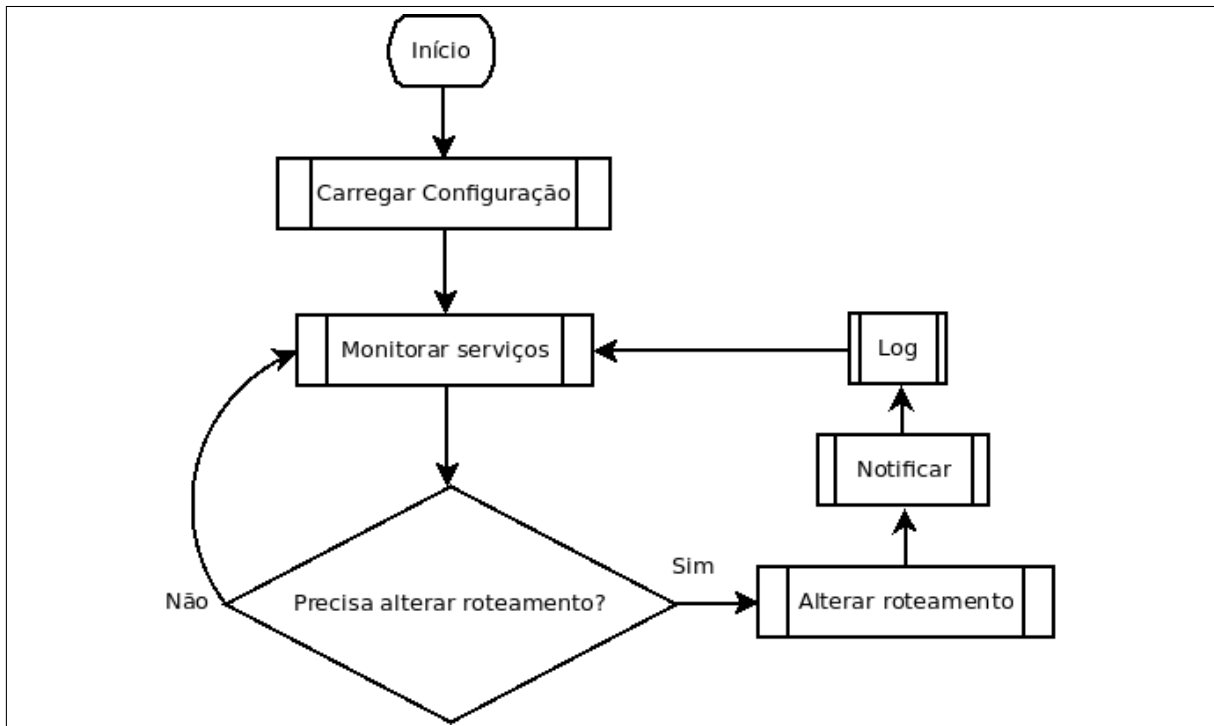 Início
Carregar Configuração
Monitorar serviços
Log
Notificar
Sim
Não
Precisa alterar roteamento?
Alterar roteamento